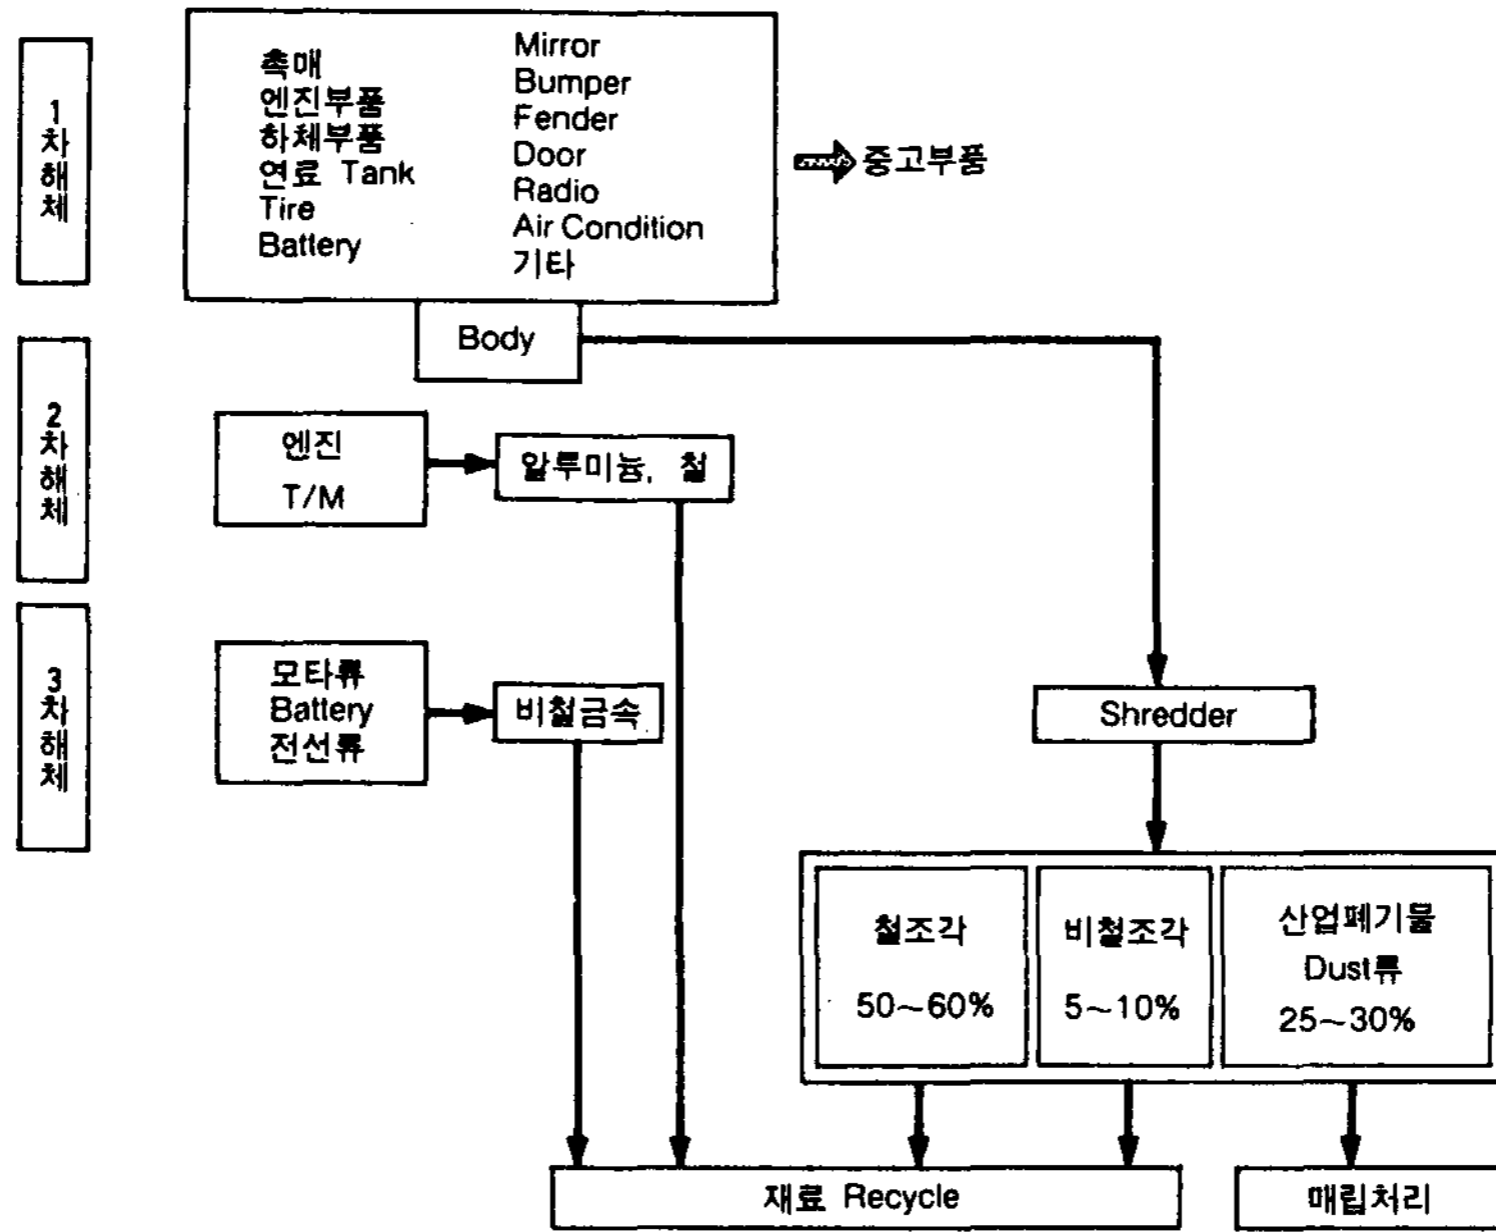 1
차
해
체
촉매
엔진부품
하체부품
연료 Tank
Tire
Battery
Mirror
Bumper
Fender
Door
Radio
Air Condition
기타
중고부품
Body
2
차
해
체
엔진
T/M
알루미늄, 철
3
차
해
체
모타류
Battery
전선류
비철금속
Shredder
철조각
50~60%
비철조각
5~10%
산업폐기물
Dust류
25~30%
재료 Recycle
매립처리